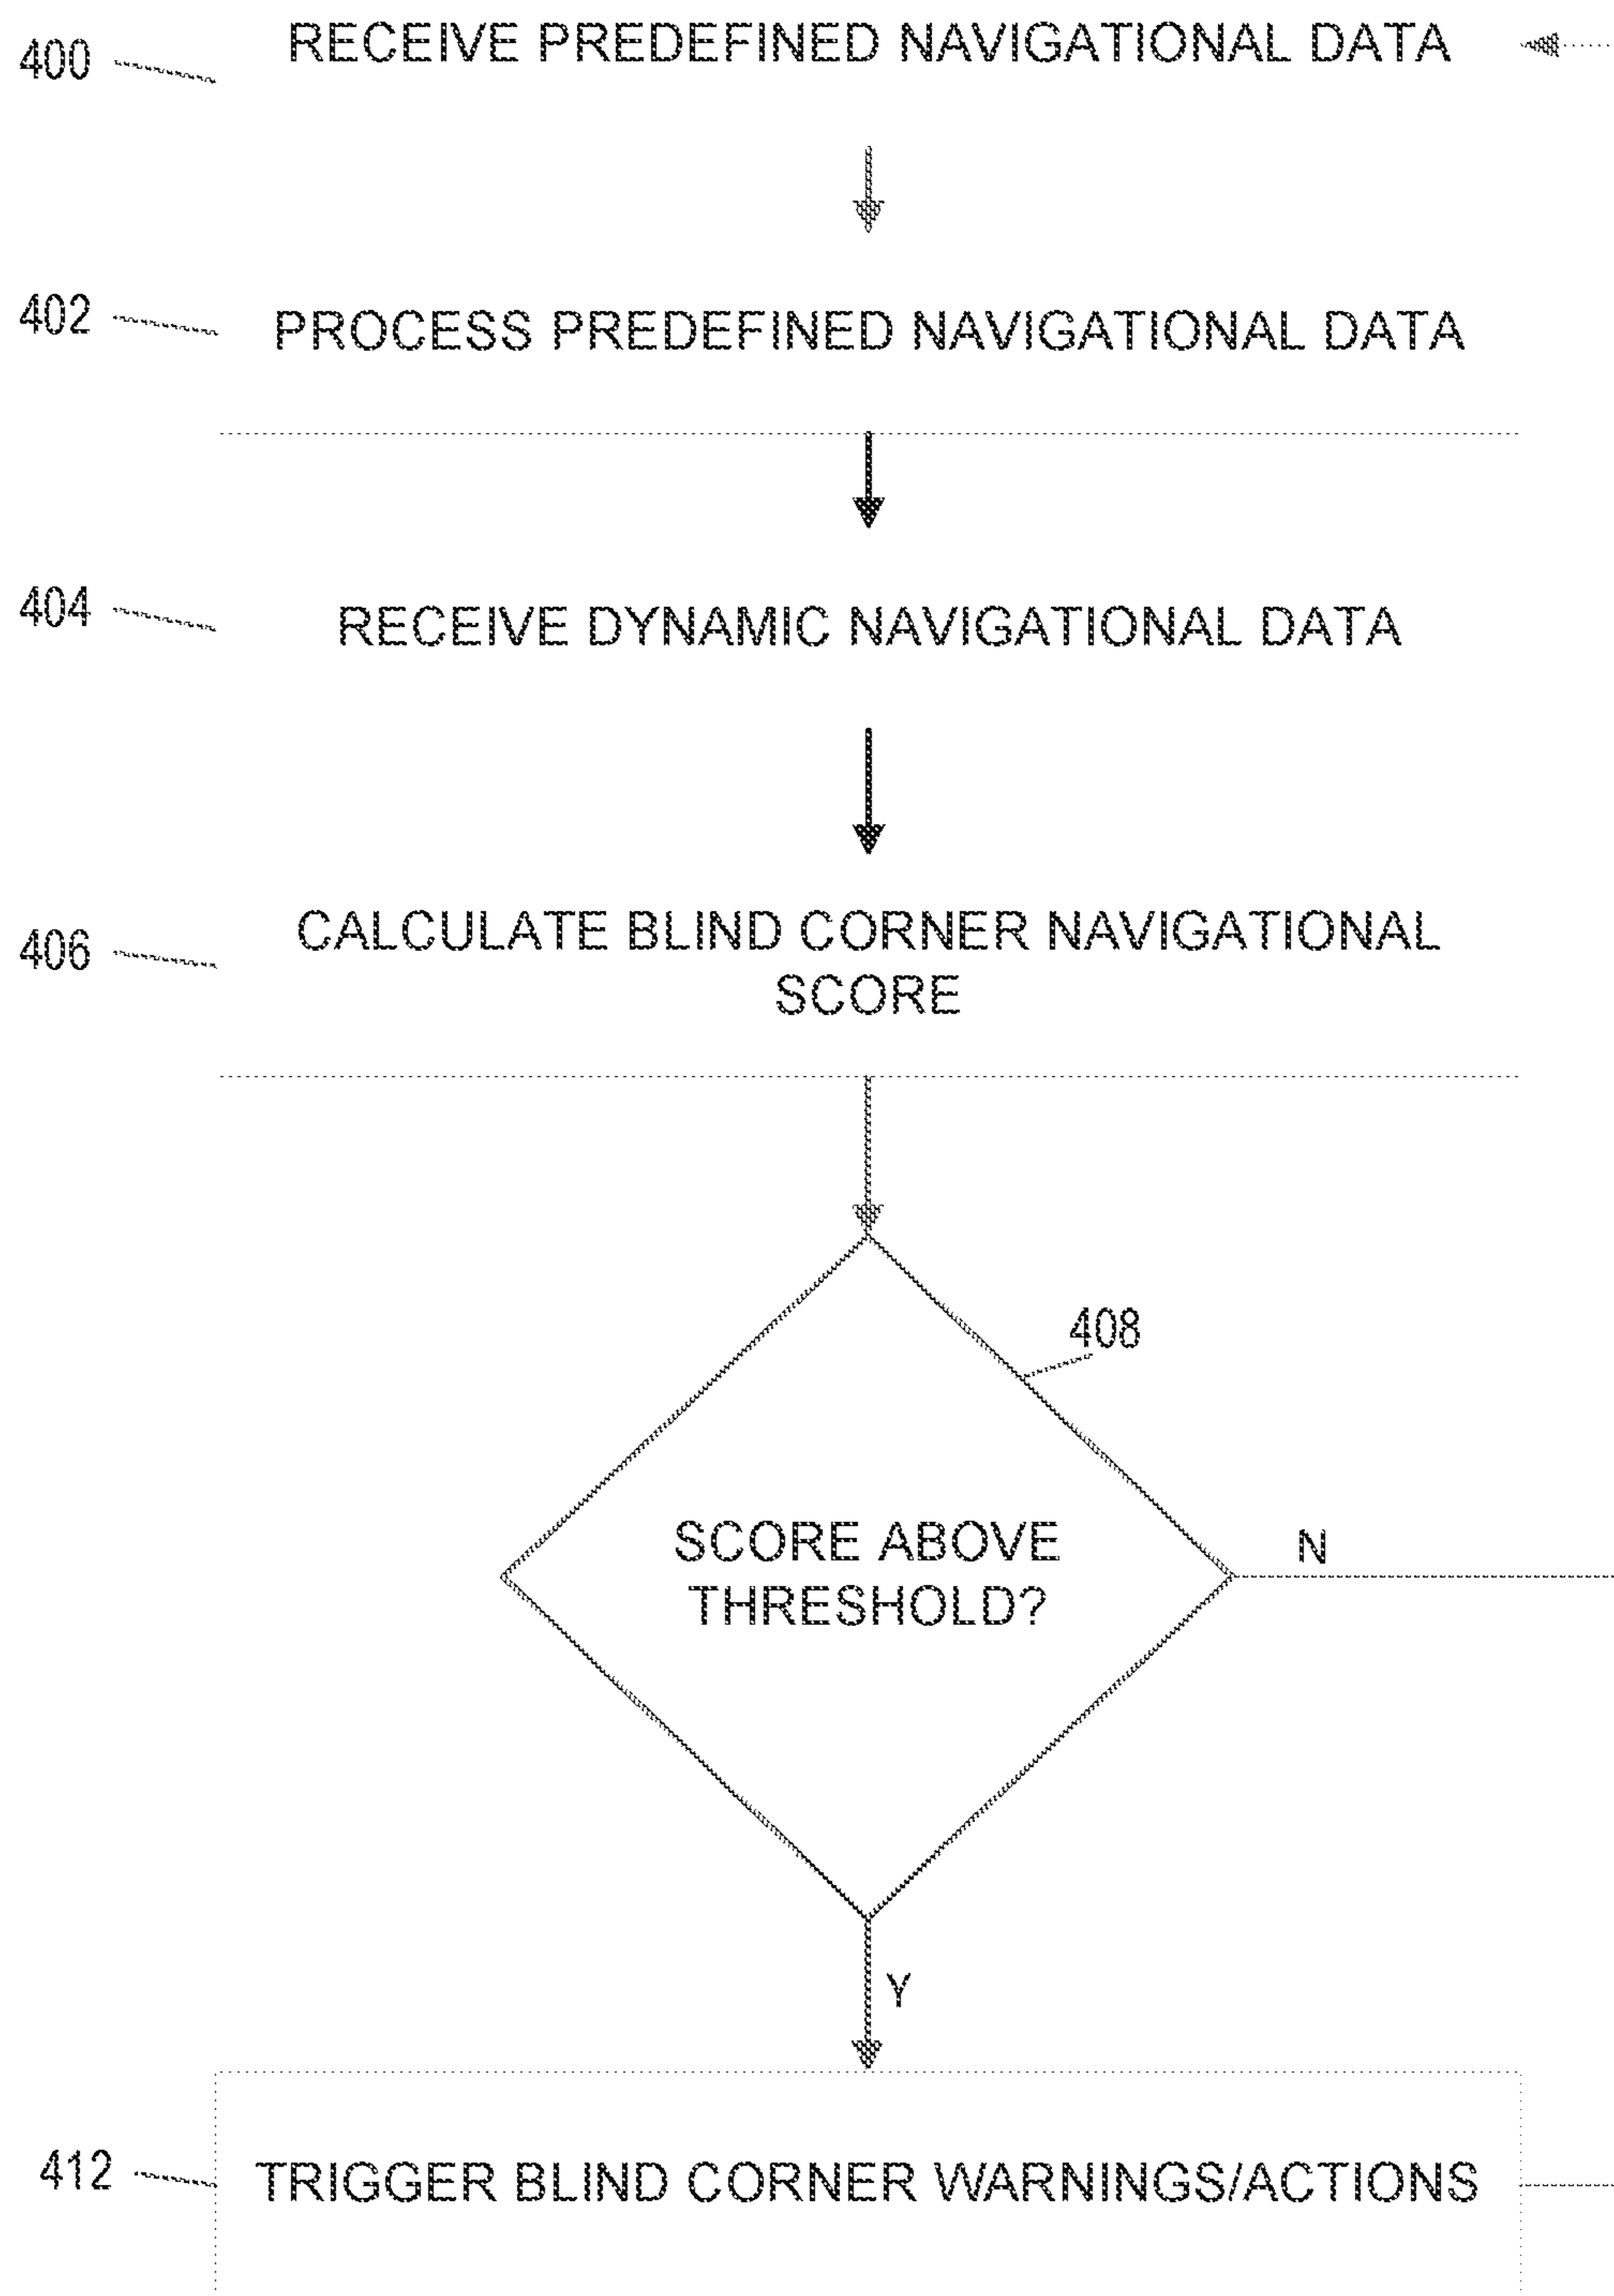 400
RECEIVE PREDEFINED NAVIGATIONAL DATA
402
PROCESS PREDEFINED NAVIGATIONAL DATA
404
RECEIVE DYNAMIC NAVIGATIONAL DATA
406
CALCULATE BLIND CORNER NAVIGATIONAL
SCORE
408
SCORE ABOVE
THRESHOLD?
N
Y
412
TRIGGER BLIND CORNER WARNINGS/ACTIONS